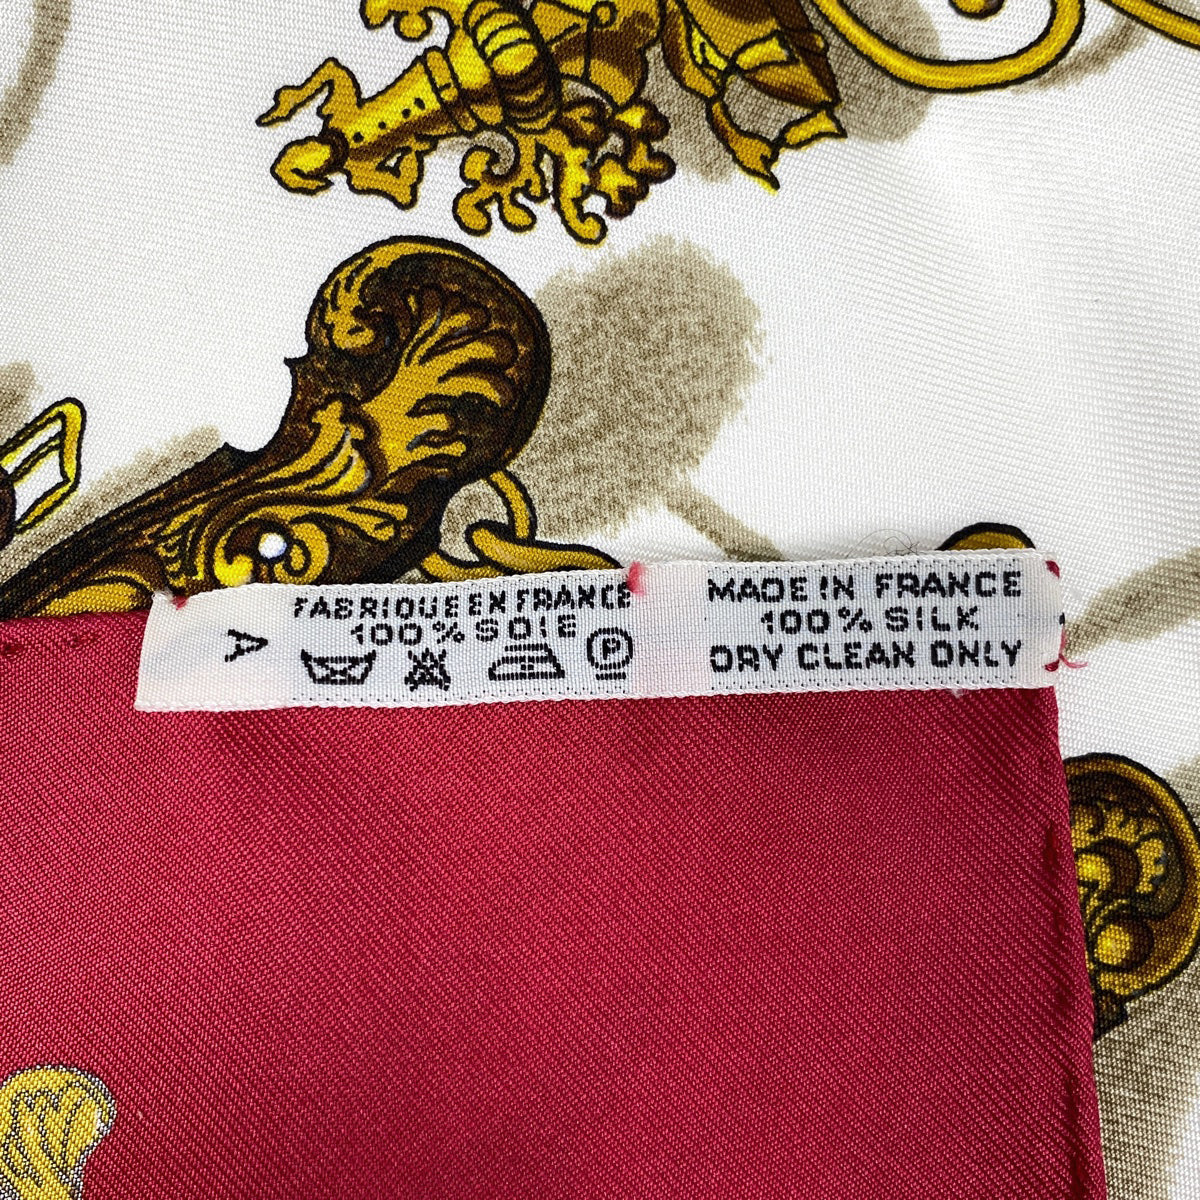 FABRIQUE EN FRANCE
100% SOIE
A
P
MADE IN FRANCE
100% SILK
DRY CLEAN ONLY